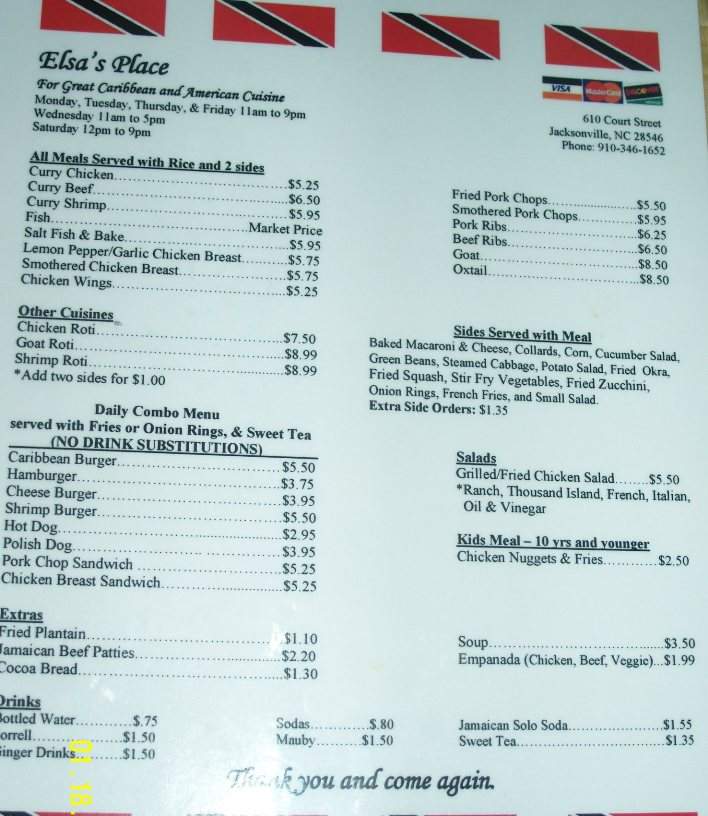 Elsa's Place
For Great Caribbean and American Cuisine
Monday, Tuesday, Thursday, & Friday 11am to 9pm
Wednesday 11am to 5pm
Saturday 12pm to 9pm
VISA MasterCard DISCOVER
610 Court Street
Jacksonville, NC 28546
Phone: 910-346-1652
All Meals Served with Rice and 2 sides
Curry Chicken...$5.25
Curry Beef...$6.50
Curry Shrimp...$5.95
Fish...Market Price
Salt Fish & Bake...$5.95
Lemon Pepper/Garlic Chicken Breast...$5.75
Smothered Chicken Breast...$5.75
Chicken Wings...$5.25
Fried Pork Chops...$5.50
Smothered Pork Chops...$5.95
Pork Ribs...$6.25
Beef Ribs...$6.50
Goat...$8.50
Oxtail...$8.50
Other Cuisines
Chicken Roti...$7.50
Goat Roti...$8.99
Shrimp Roti...$8.99
*Add two sides for $1.00
Sides Served with Meal
Baked Macaroni & Cheese, Collards, Corn, Cucumber Salad,
Green Beans, Steamed Cabbage, Potato Salad, Fried Okra,
Fried Squash, Stir Fry Vegetables, Fried Zucchini,
Onion Rings, French Fries, and Small Salad.
Extra Side Orders: $1.35
Daily Combo Menu
served with Fries or Onion Rings, & Sweet Tea
(NO DRINK SUBSTITUTIONS)
Caribbean Burger...$5.50
Hamburger...$3.75
Cheese Burger...$3.95
Shrimp Burger...$5.50
Hot Dog...$2.95
Polish Dog...$3.95
Pork Chop Sandwich ...$5.25
Chicken Breast Sandwich...$5.25
Salads
Grilled/Fried Chicken Salad...$5.50
*Ranch, Thousand Island, French, Italian,
Oil & Vinegar
Kids Meal – 10 yrs and younger
Chicken Nuggets & Fries...$2.50
Extras
Fried Plantain...$1.10
Jamaican Beef Patties...$2.20
Cocoa Bread...$1.30
Soup...$3.50
Empanada (Chicken, Beef, Veggie)...$1.99
Drinks
Bottled Water...$.75
orrell...$1.50
Ginger Drinks...$1.50
Sodas...$.80
Mauby...$1.50
Jamaican Solo Soda...$1.55
Sweet Tea...$1.35
Thank you and come again.
01.18.